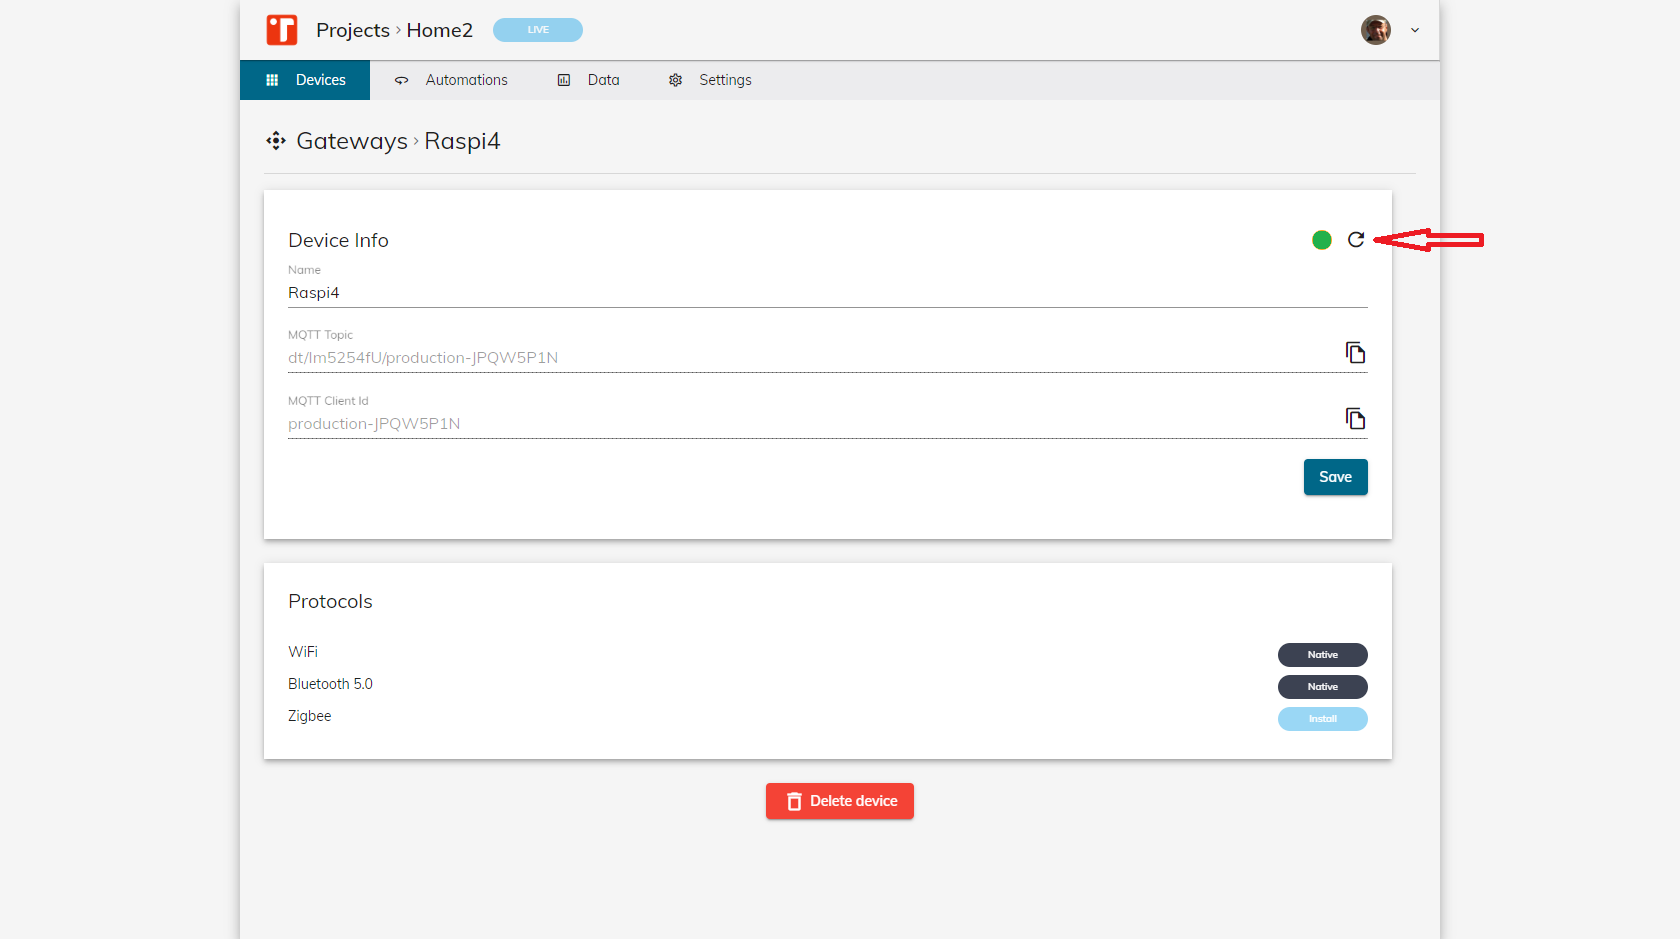 Projects › Home2 LIVE
Devices Automations Data Settings
Gateways › Raspi4
Device Info
Name
Raspi4
MQTT Topic
dt/Im5254fU/production-JPQW5P1N
MQTT Client Id
production-JPQW5P1N
Save
Protocols
WiFi Native
Bluetooth 5.0 Native
Zigbee Install
Delete device